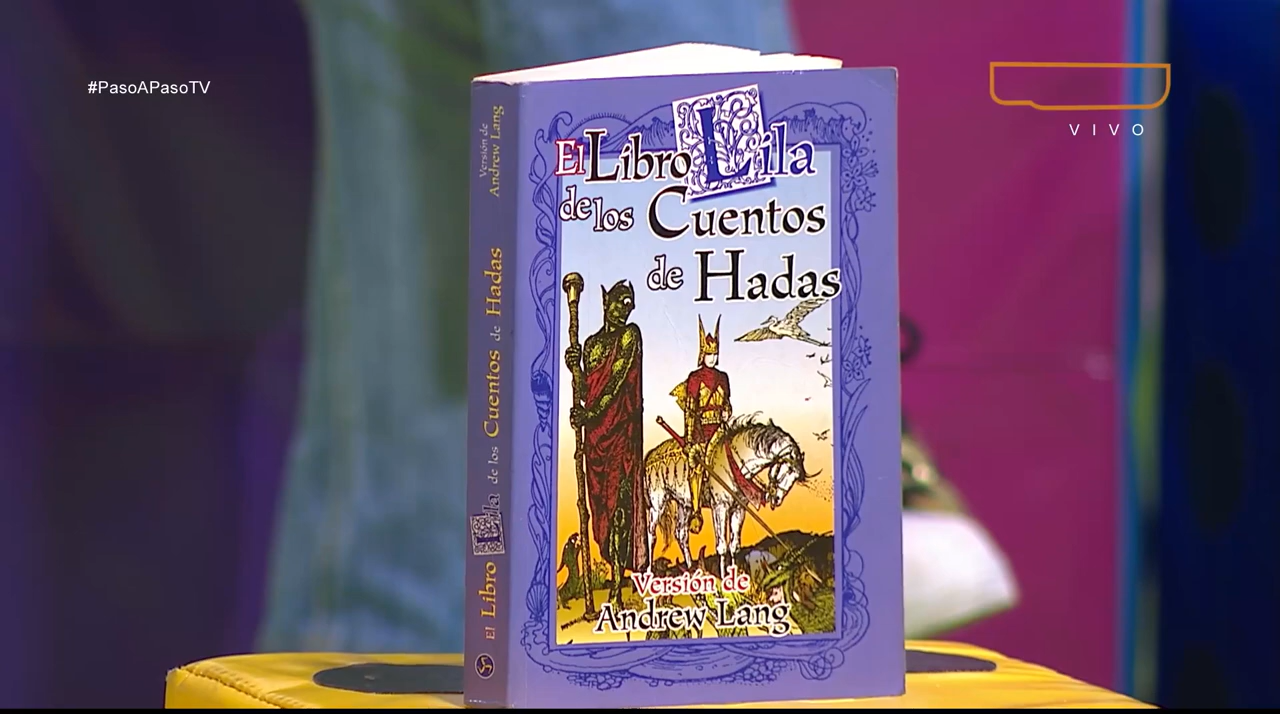 #PasoAPasoTV
VIVO
El Libro Lila
de los Cuentos
de Hadas
Versión de
Andrew Lang
El Libro Lila de los Cuentos de Hadas
Versión de
Andrew Lang